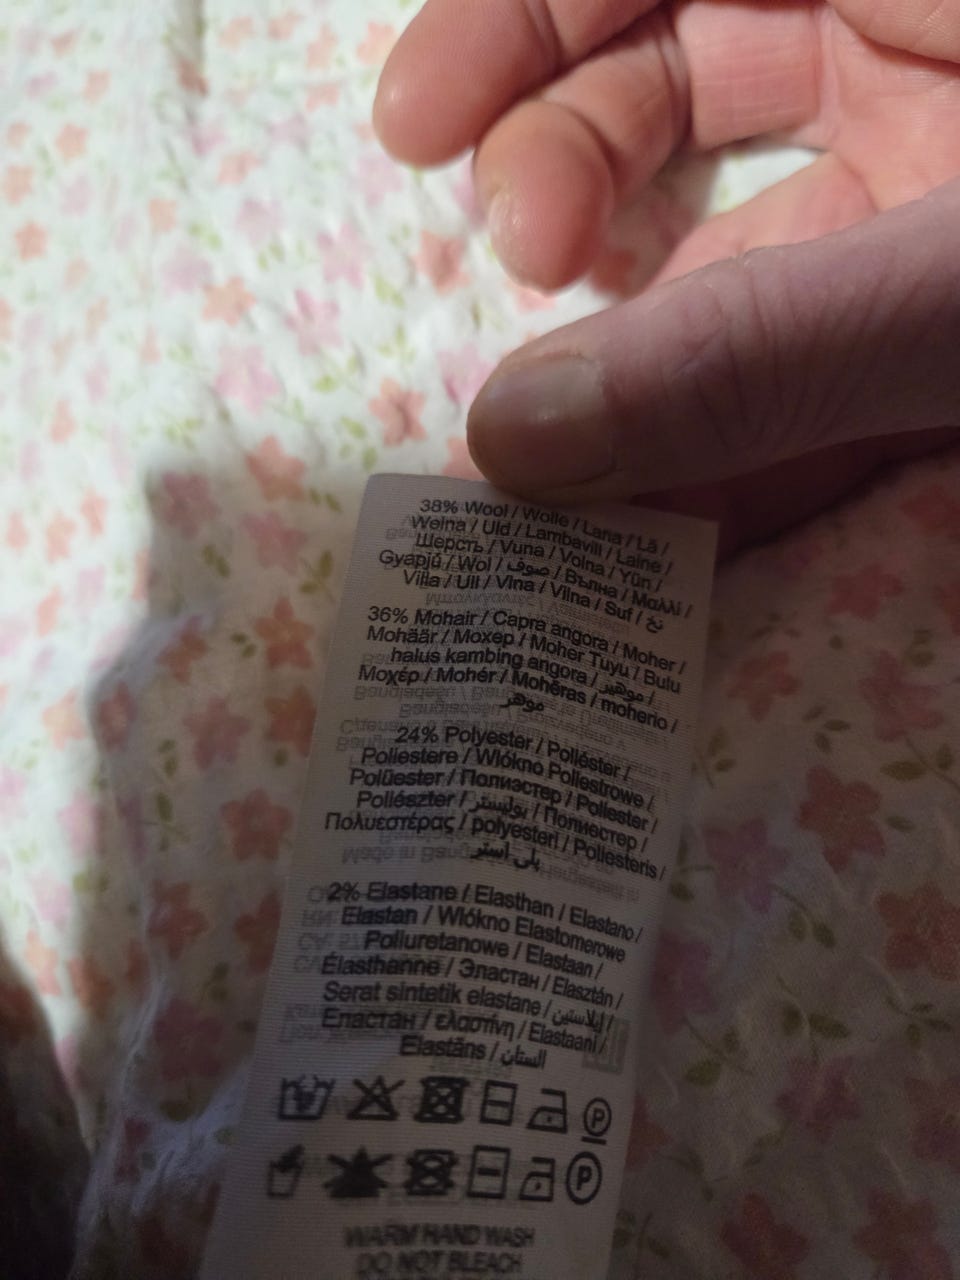 38% Wool / Wolle / Lana / Lã /
Wełna / Uld / Lambavill / Laine /
Шерсть / Vuna / Volna / Yün /
Gyapjú / Wol / صوف / Вълна / Μαλλί /
Villa / Ull / Vlna / Vilna / Suf / نخ
36% Mohair / Capra angora / Moher /
Mohäär / Мохер / Moher Tuyu / Bulu
halus kambing angora / موهير /
Μοχέρ / Mohér / Mohēras / moherio /
موهر
24% Polyester / Poliéster /
Poliestere / Włókno Poliestrowe /
Polüester / Полиэстер / Poliester /
Poliészter / بوليستر / Полиестер /
Πολυεστέρας / polyesteri / Poliesteris /
پلی استر
2% Elastane / Elasthan / Elastano /
Elastan / Włókno Elastomerowe
Poliuretanowe / Elastaan /
Élasthanne / Эластан / Elasztán /
Serat sintetik elastane / إيلاستين /
Еластан / ελαστίνη / Elastaani /
Elastāns / الستان
P
P
WARM HAND WASH
DO NOT BLEACH